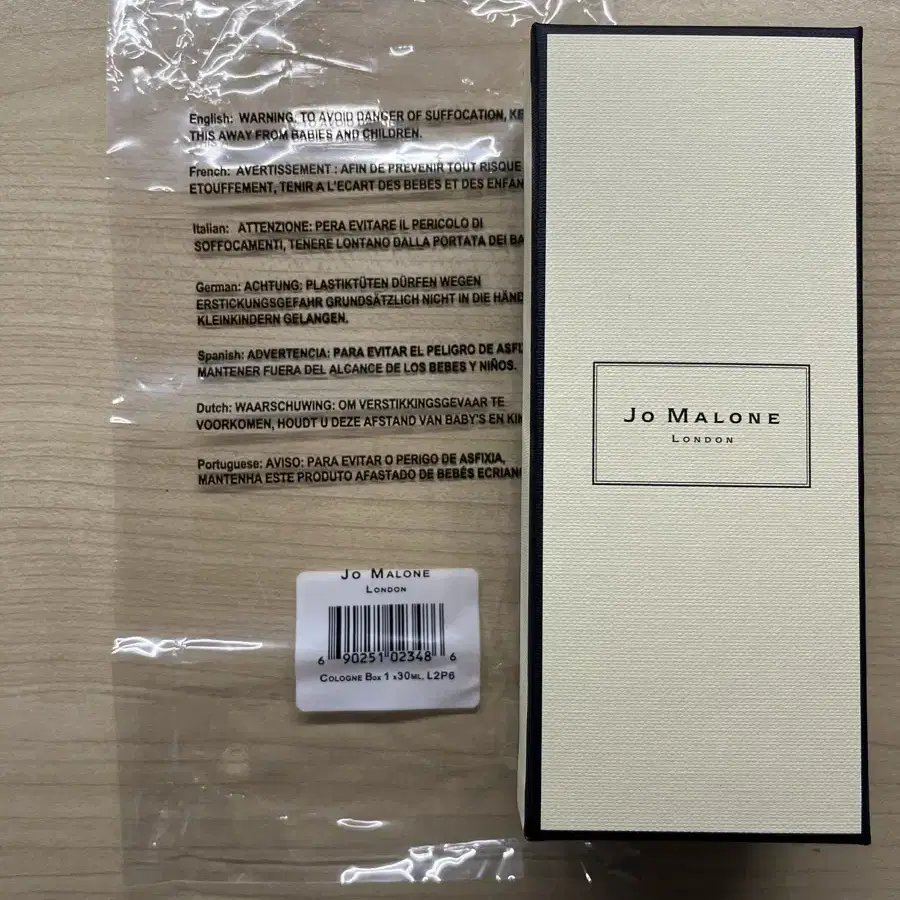 English: WARNING, TO AVOID DANGER OF SUFFOCATION, KE
THIS AWAY FROM BABIES AND CHILDREN.
French: AVERTISSEMENT : AFIN DE PREVENIR TOUT RISQUE
ETOUFFEMENT, TENIR A L'ECART DES BEBES ET DES ENFAN
Italian: ATTENZIONE: PERA EVITARE IL PERICOLO DI
SOFFOCAMENTI, TENERE LONTANO DALLA PORTATA DEI BA
German: ACHTUNG: PLASTIKTÜTEN DÜRFEN WEGEN
ERSTICKUNGSGEFAHR GRUNDSÄTZLICH NICHT IN DIE HÄND
KLEINKINDERN GELANGEN.
Spanish: ADVERTENCIA: PARA EVITAR EL PELIGRO DE ASFI
MANTENER FUERA DEL ALCANCE DE LOS BEBES Y NIÑOS.
Dutch: WAARSCHUWING: OM VERSTIKKINGSGEVAAR TE
VOORKOMEN, HOUDT U DEZE AFSTAND VAN BABY'S EN KIN
Portuguese: AVISO: PARA EVITAR O PERIGO DE ASFIXIA,
MANTENHA ESTE PRODUTO AFASTADO DE BEBÊS ECRIANÇ
JO MALONE
LONDON
6 90251 02348 6
COLOGNE BOX 1 X30ML, L2P6
JO MALONE
LONDON